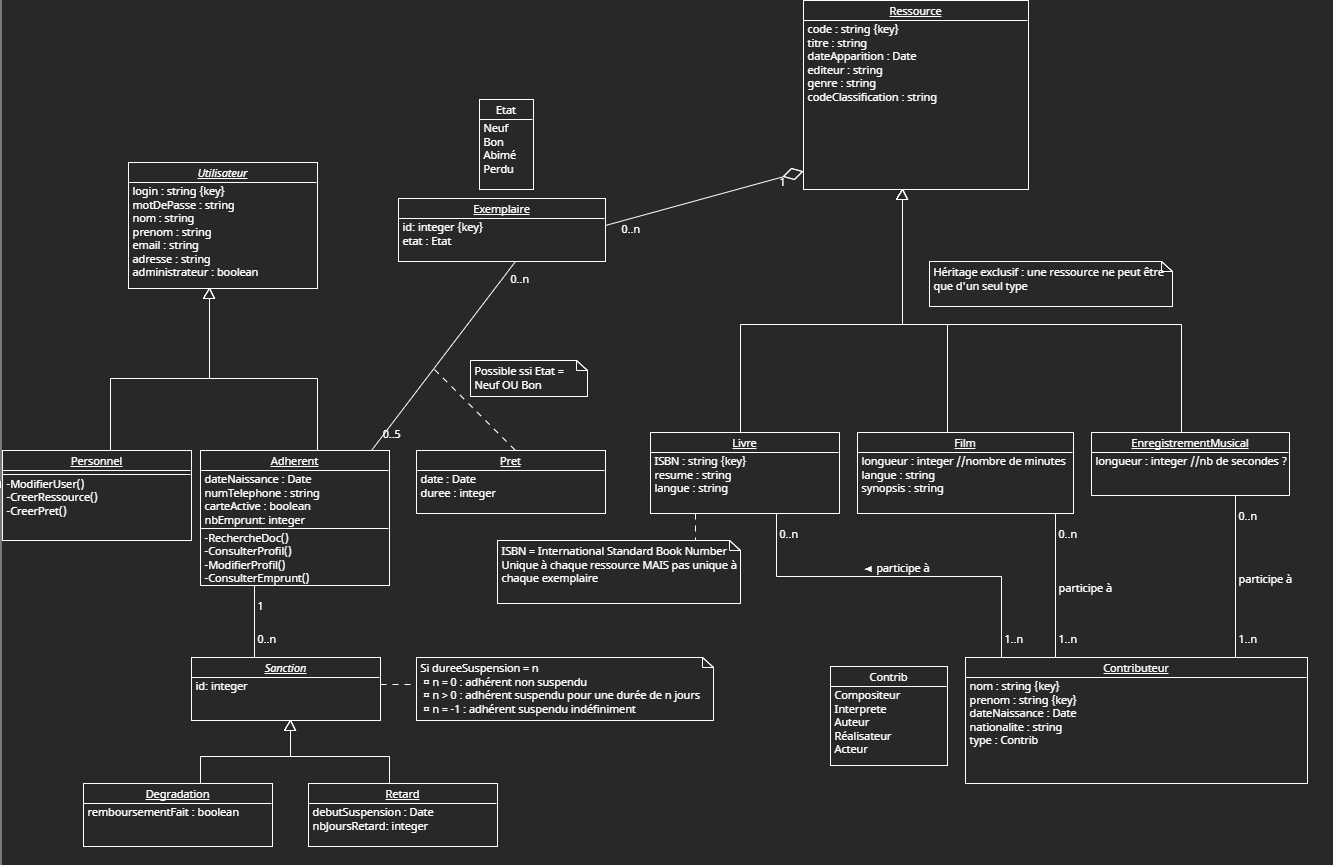 Ressource
code : string {key}
titre : string
dateApparition : Date
editeur : string
genre : string
codeClassification : string
Etat
Neuf
Bon
Abimé
Perdu
Utilisateur
login : string {key}
motDePasse : string
nom : string
prenom : string
email : string
adresse : string
administrateur : boolean
Exemplaire
id: integer {key}
etat : Etat
1
0..n
0..n
Héritage exclusif : une ressource ne peut être
que d'un seul type
Possible ssi Etat =
Neuf OU Bon
0..5
Personnel
-ModifierUser()
-CreerRessource()
-CreerPret()
Adherent
dateNaissance : Date
numTelephone : string
carteActive : boolean
nbEmprunt: integer
-RechercheDoc()
-ConsulterProfil()
-ModifierProfil()
-ConsulterEmprunt()
Pret
date : Date
duree : integer
Livre
ISBN : string {key}
resume : string
langue : string
Film
longueur : integer //nombre de minutes
langue : string
synopsis : string
EnregistrementMusical
longueur : integer //nb de secondes ?
ISBN = International Standard Book Number
Unique à chaque ressource MAIS pas unique à
chaque exemplaire
0..n
0..n
0..n
◄ participe à
participe à
participe à
1..n
1..n
1..n
1
0..n
Sanction
id: integer
Si dureeSuspension = n
¤ n = 0 : adhérent non suspendu
¤ n > 0 : adhérent suspendu pour une durée de n jours
¤ n = -1 : adhérent suspendu indéfiniment
Contrib
Compositeur
Interprete
Auteur
Réalisateur
Acteur
Contributeur
nom : string {key}
prenom : string {key}
dateNaissance : Date
nationalite : string
type : Contrib
Degradation
remboursementFait : boolean
Retard
debutSuspension : Date
nbJoursRetard: integer